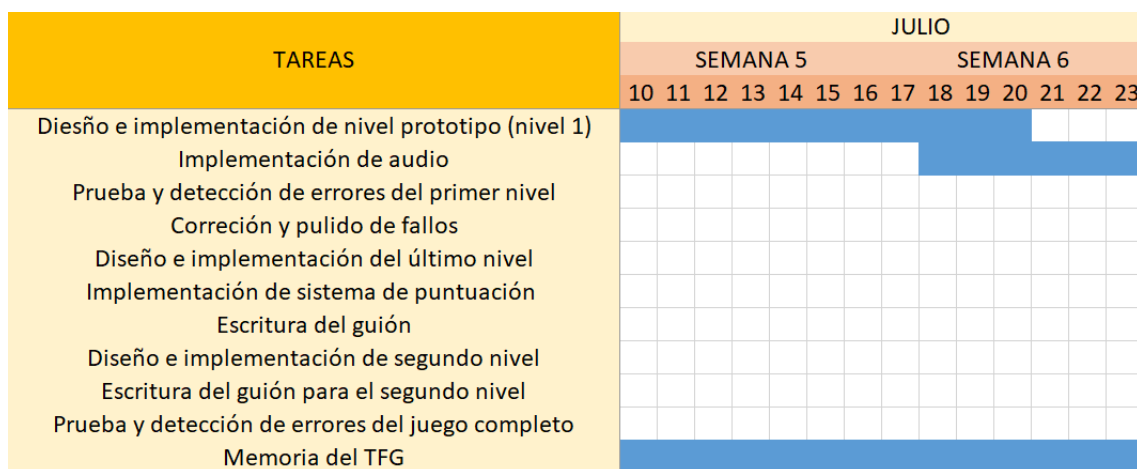 JULIO
TAREAS
SEMANA 5 SEMANA 6
10 11 12 13 14 15 16 17 18 19 20 21 22 23
Diesño e implementación de nivel prototipo (nivel 1)
Implementación de audio
Prueba y detección de errores del primer nivel
Correción y pulido de fallos
Diseño e implementación del último nivel
Implementación de sistema de puntuación
Escritura del guión
Diseño e implementación de segundo nivel
Escritura del guión para el segundo nivel
Prueba y detección de errores del juego completo
Memoria del TFG